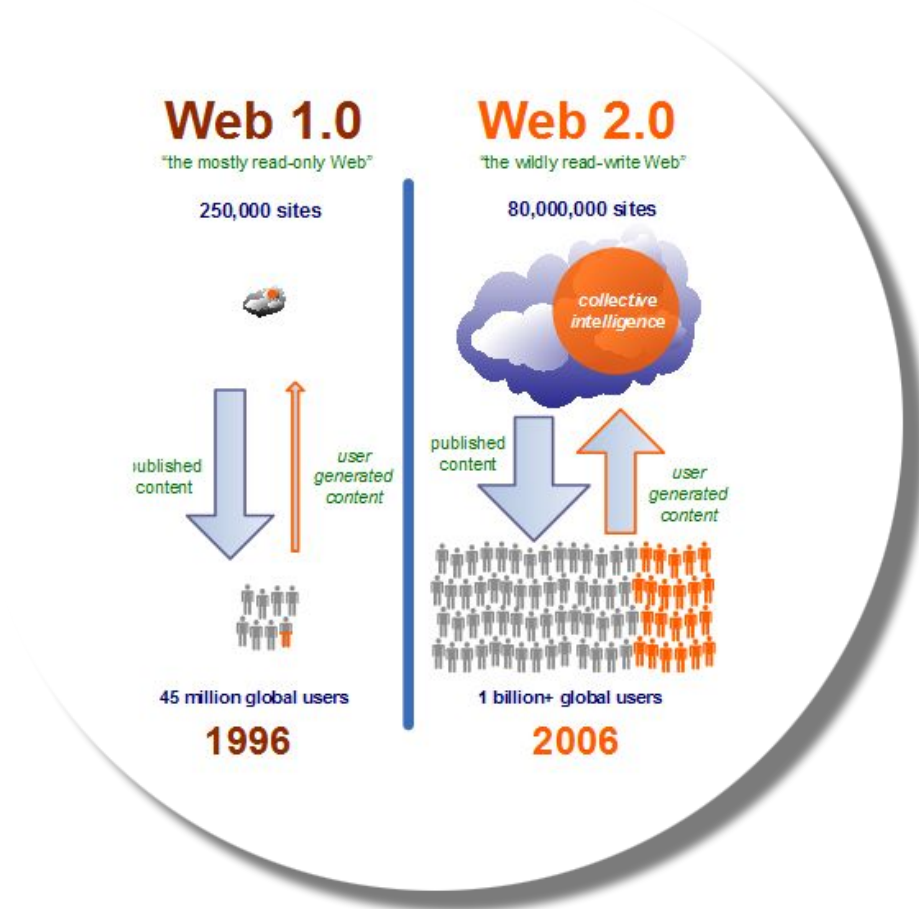 Web 1.0
"the mostly read-only Web"
250,000 sites
ublished
content
user
generated
content
45 million global users
1996
Web 2.0
"the wildly read-write Web"
80,000,000 sites
collective
intelligence
published
content
user
generated
content
1 billion+ global users
2006